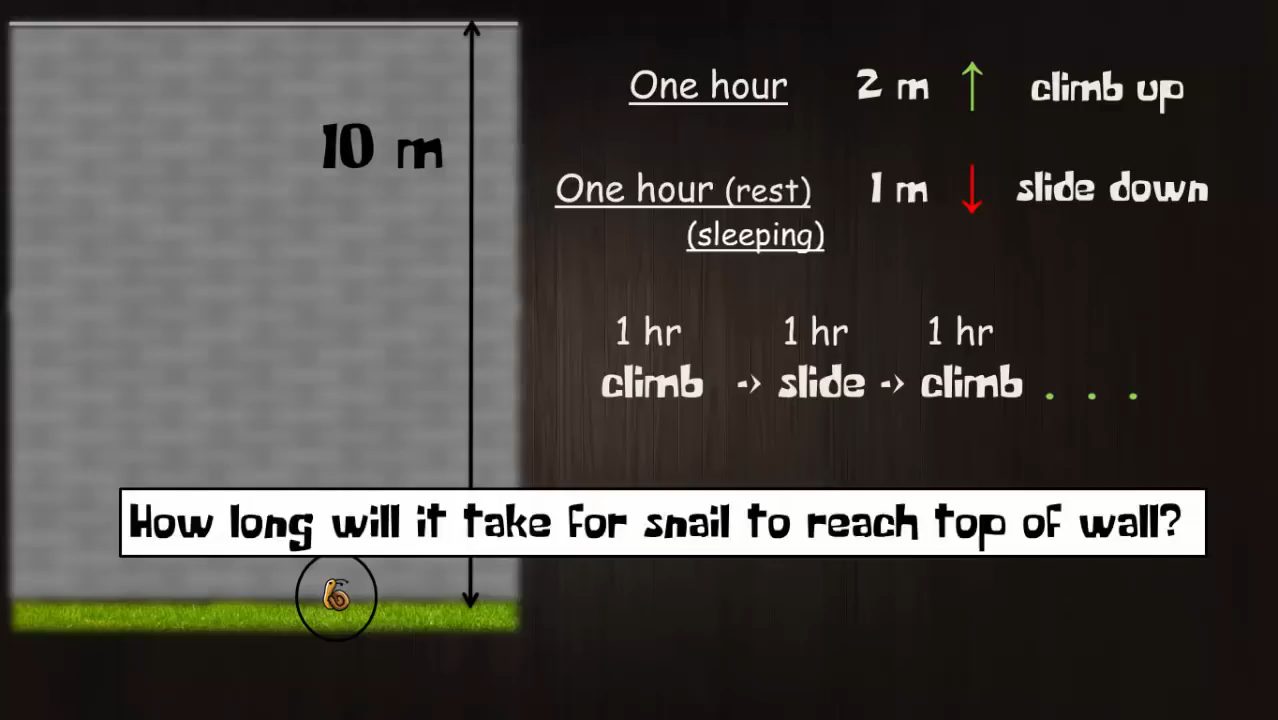 One hour 2 m ↑ climb up
10 m
One hour (rest) 1 m ↓ slide down
(sleeping)
1 hr 1 hr 1 hr
climb -> slide -> climb . . .
How long will it take for snail to reach top of wall?